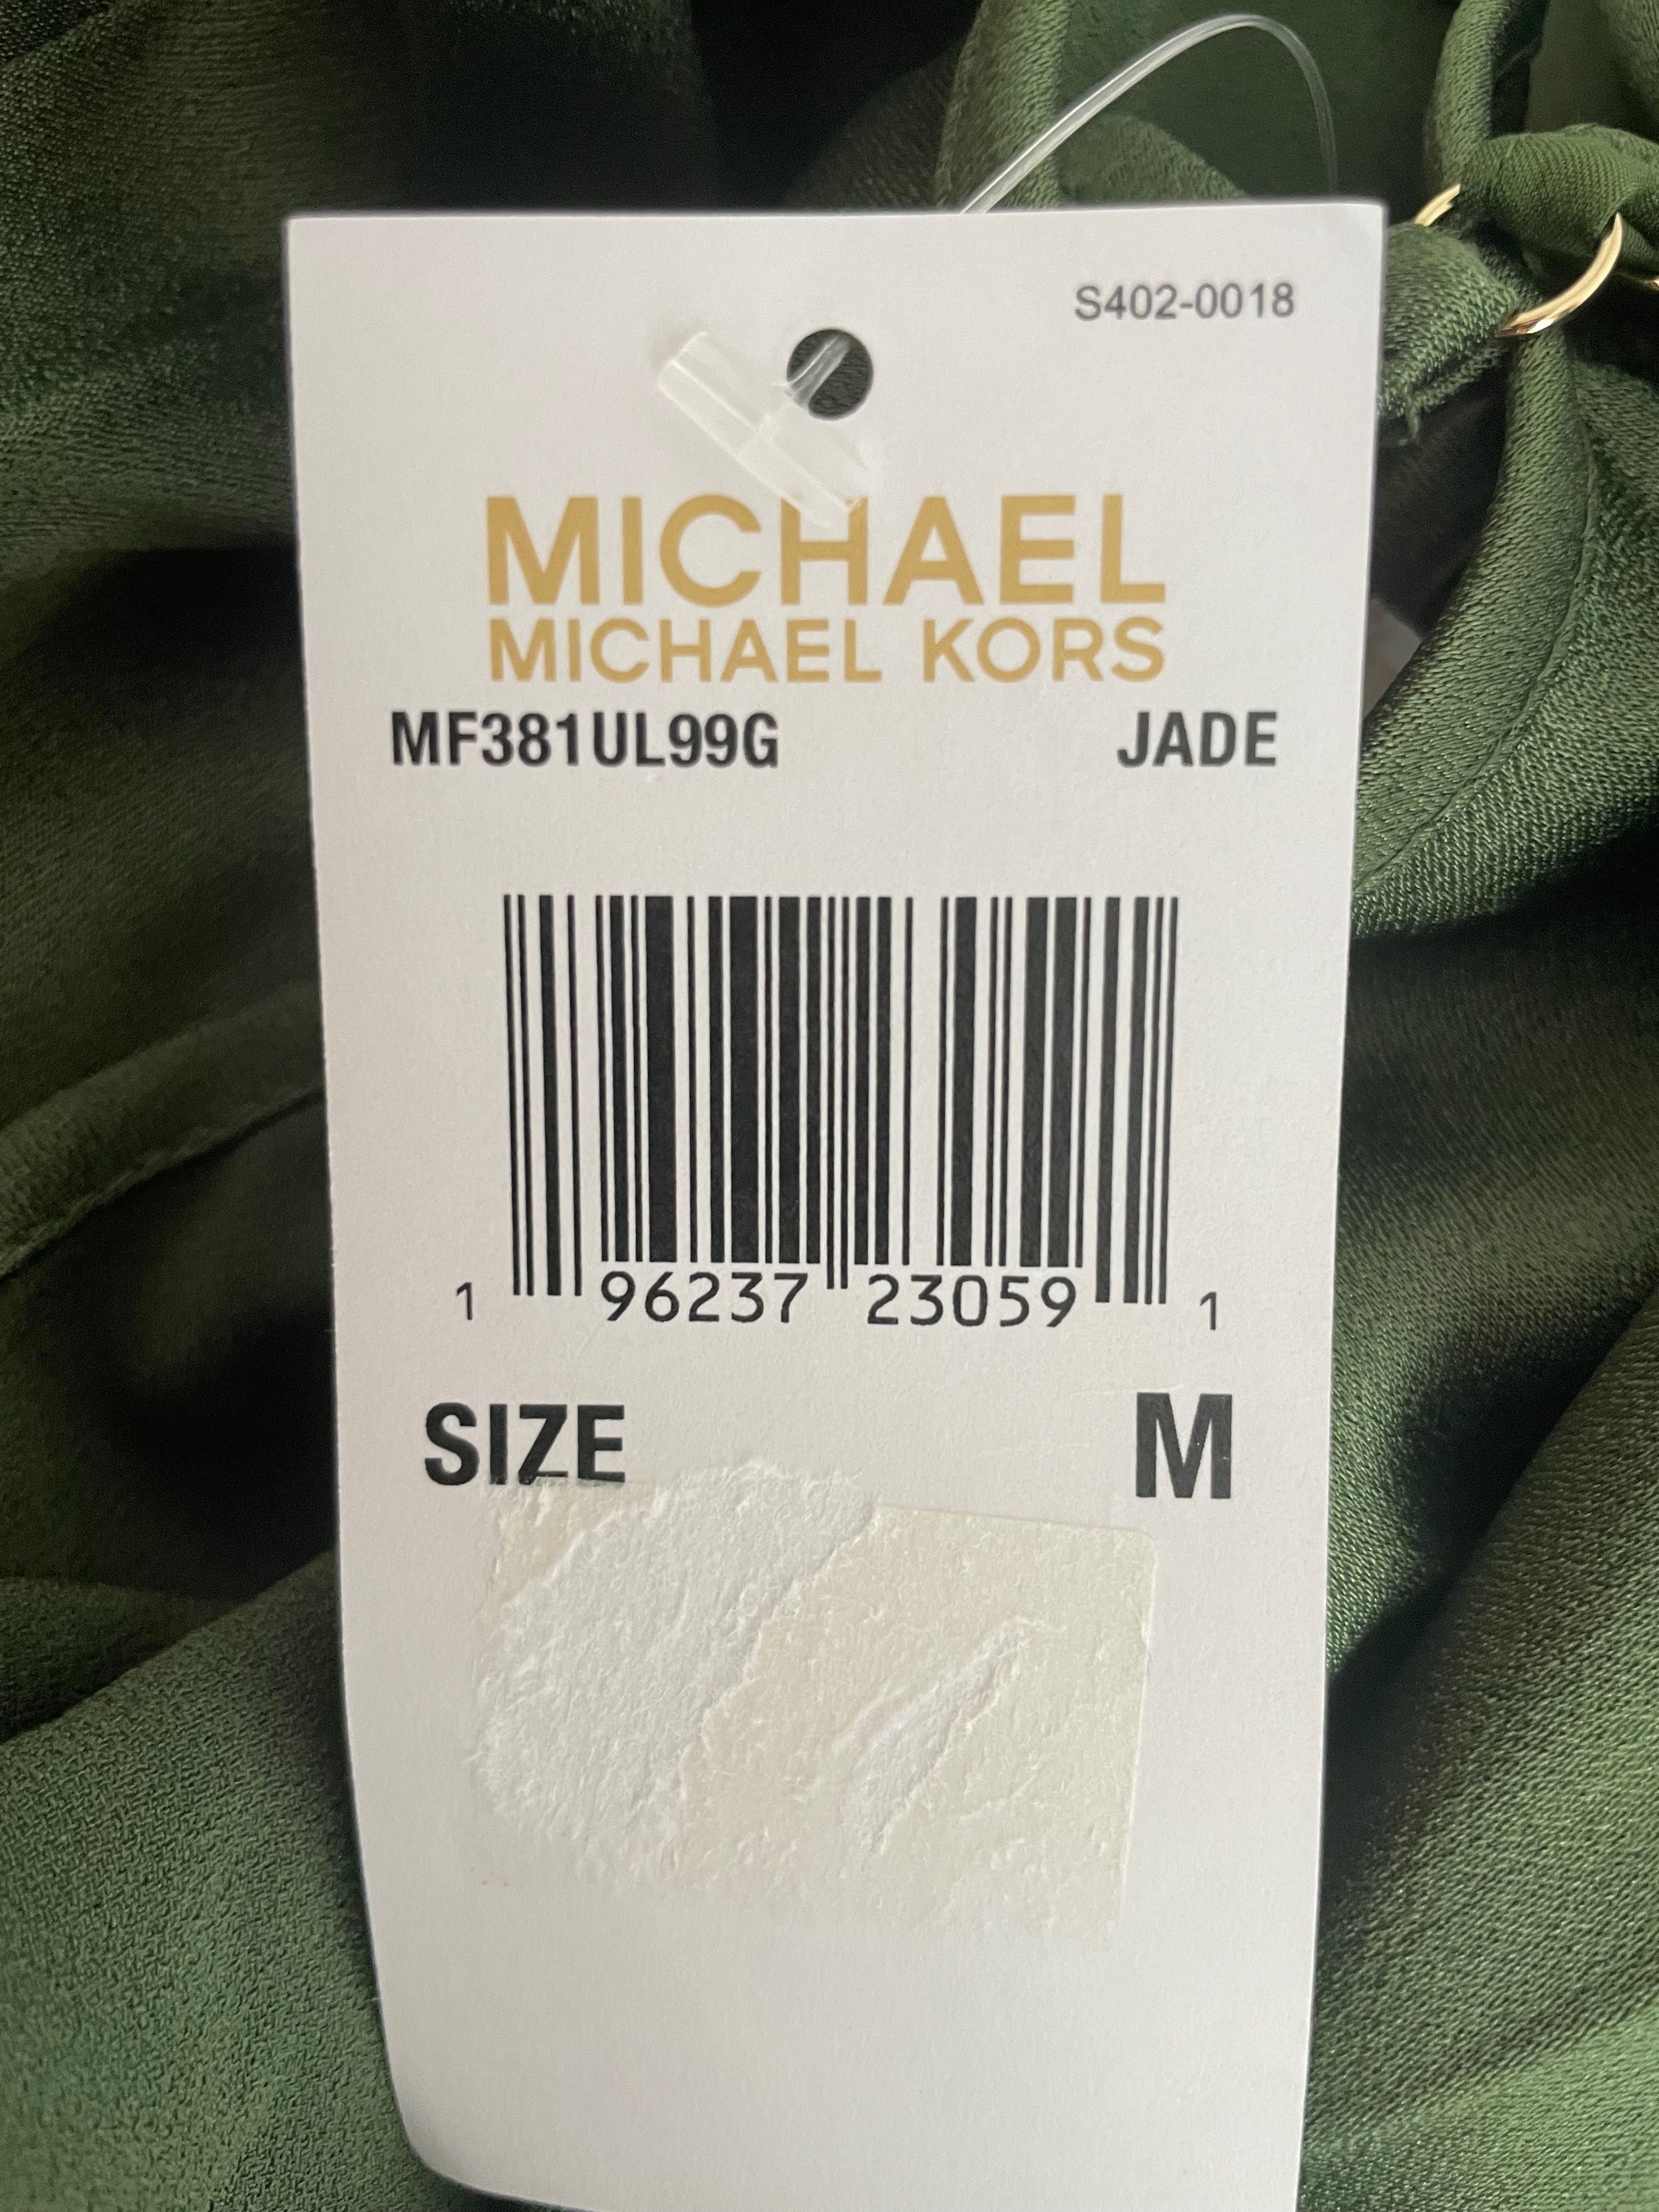 S402-0018
MICHAEL
MICHAEL KORS
MF381UL99G JADE
1 96237 23059 1
SIZE M